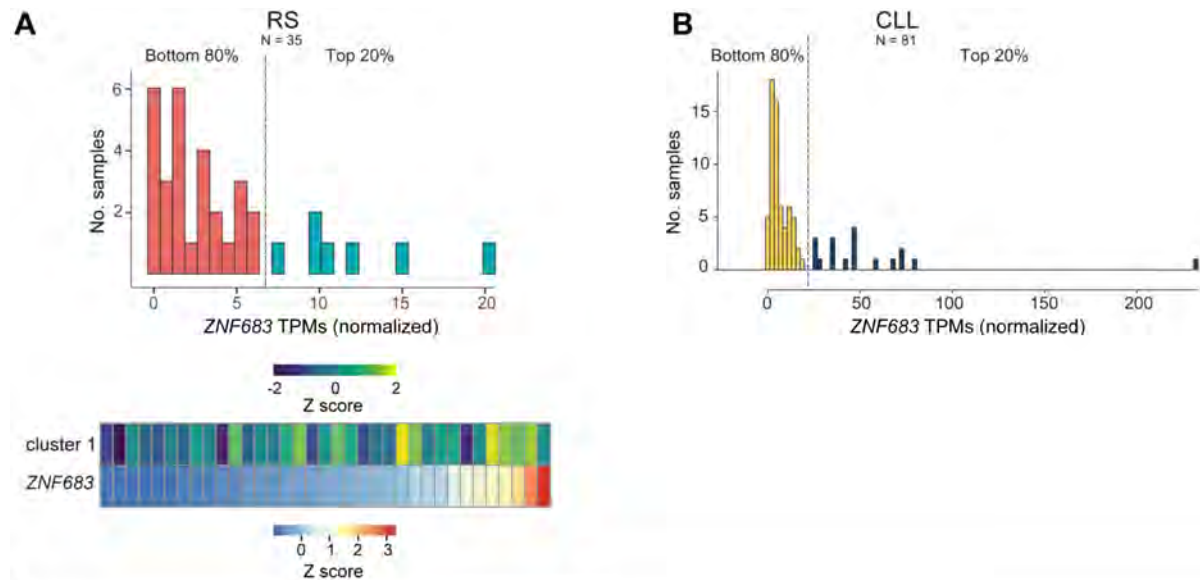 A
RS
N = 35
Bottom 80%
Top 20%
No. samples
6
4
2
0
5
10
15
20
ZNF683 TPMs (normalized)
-2
0
2
Z score
cluster 1
ZNF683
0
1
2
3
Z score
B
CLL
N = 81
Bottom 80%
Top 20%
No. samples
15
10
5
0
0
50
100
150
200
ZNF683 TPMs (normalized)